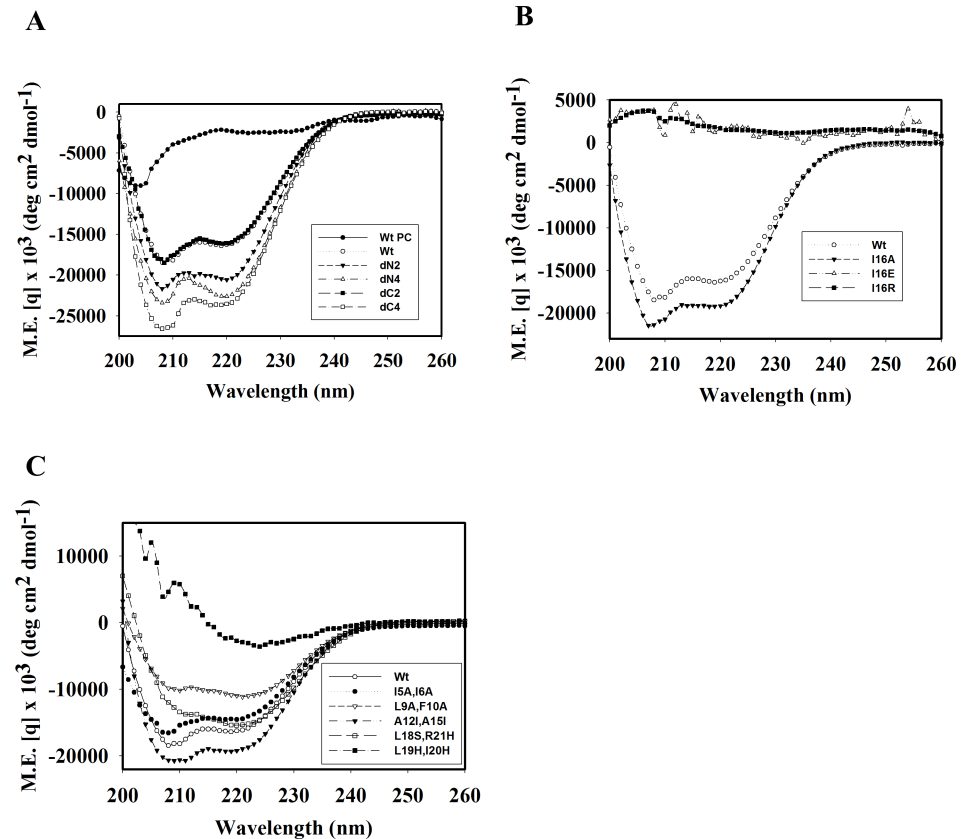 A
M.E. [q] x 10³ (deg cm² dmol⁻¹)
0
-5000
-10000
-15000
-20000
-25000
200 210 220 230 240 250 260
Wavelength (nm)
Wt PC
Wt
dN2
dN4
dC2
dC4
B
M.E. [q] x 10³ (deg cm² dmol⁻¹)
5000
0
-5000
-10000
-15000
-20000
200 210 220 230 240 250 260
Wavelength (nm)
Wt
I16A
I16E
I16R
C
M.E. [q] x 10³ (deg cm² dmol⁻¹)
10000
0
-10000
-20000
200 210 220 230 240 250 260
Wavelength (nm)
Wt
I5A,I6A
L9A,F10A
A12I,A15I
L18S,R21H
L19H,I20H